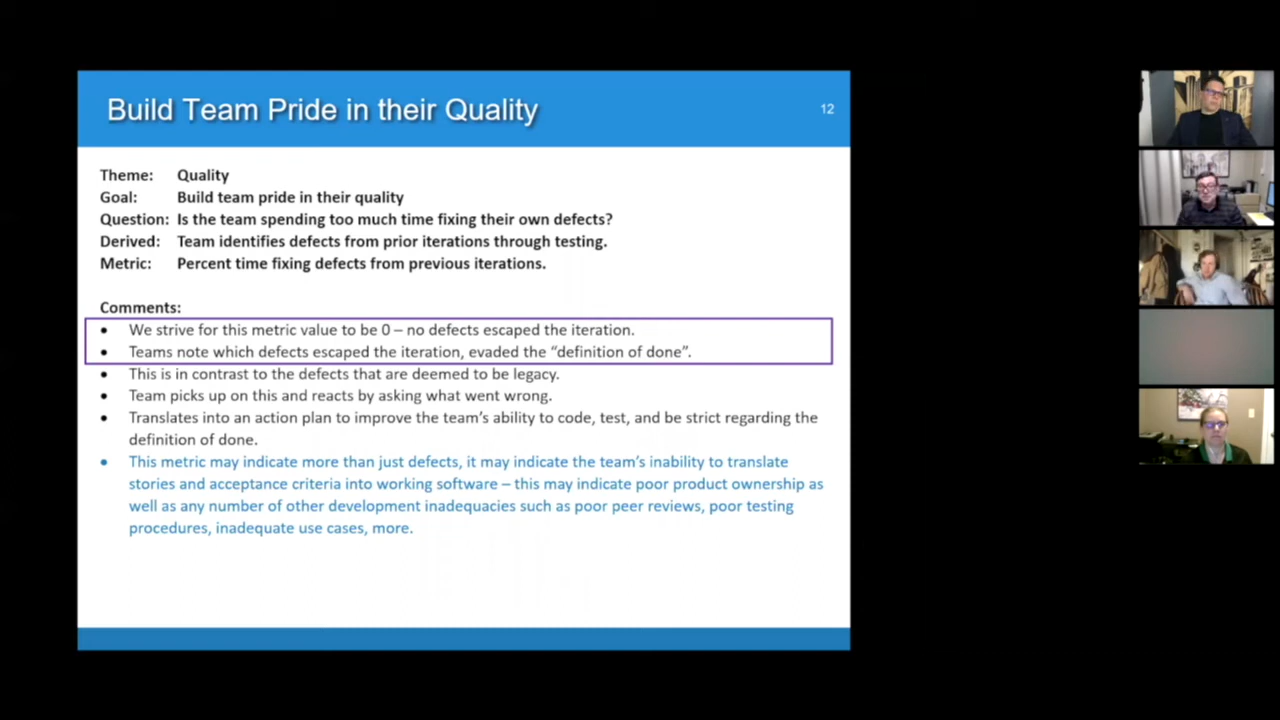 Build Team Pride in their Quality
12
Theme: Quality
Goal: Build team pride in their quality
Question: Is the team spending too much time fixing their own defects?
Derived: Team identifies defects from prior iterations through testing.
Metric: Percent time fixing defects from previous iterations.
Comments:
• We strive for this metric value to be 0 – no defects escaped the iteration.
• Teams note which defects escaped the iteration, evaded the “definition of done”.
• This is in contrast to the defects that are deemed to be legacy.
• Team picks up on this and reacts by asking what went wrong.
• Translates into an action plan to improve the team’s ability to code, test, and be strict regarding the
definition of done.
• This metric may indicate more than just defects, it may indicate the team’s inability to translate
stories and acceptance criteria into working software – this may indicate poor product ownership as
well as any number of other development inadequacies such as poor peer reviews, poor testing
procedures, inadequate use cases, more.